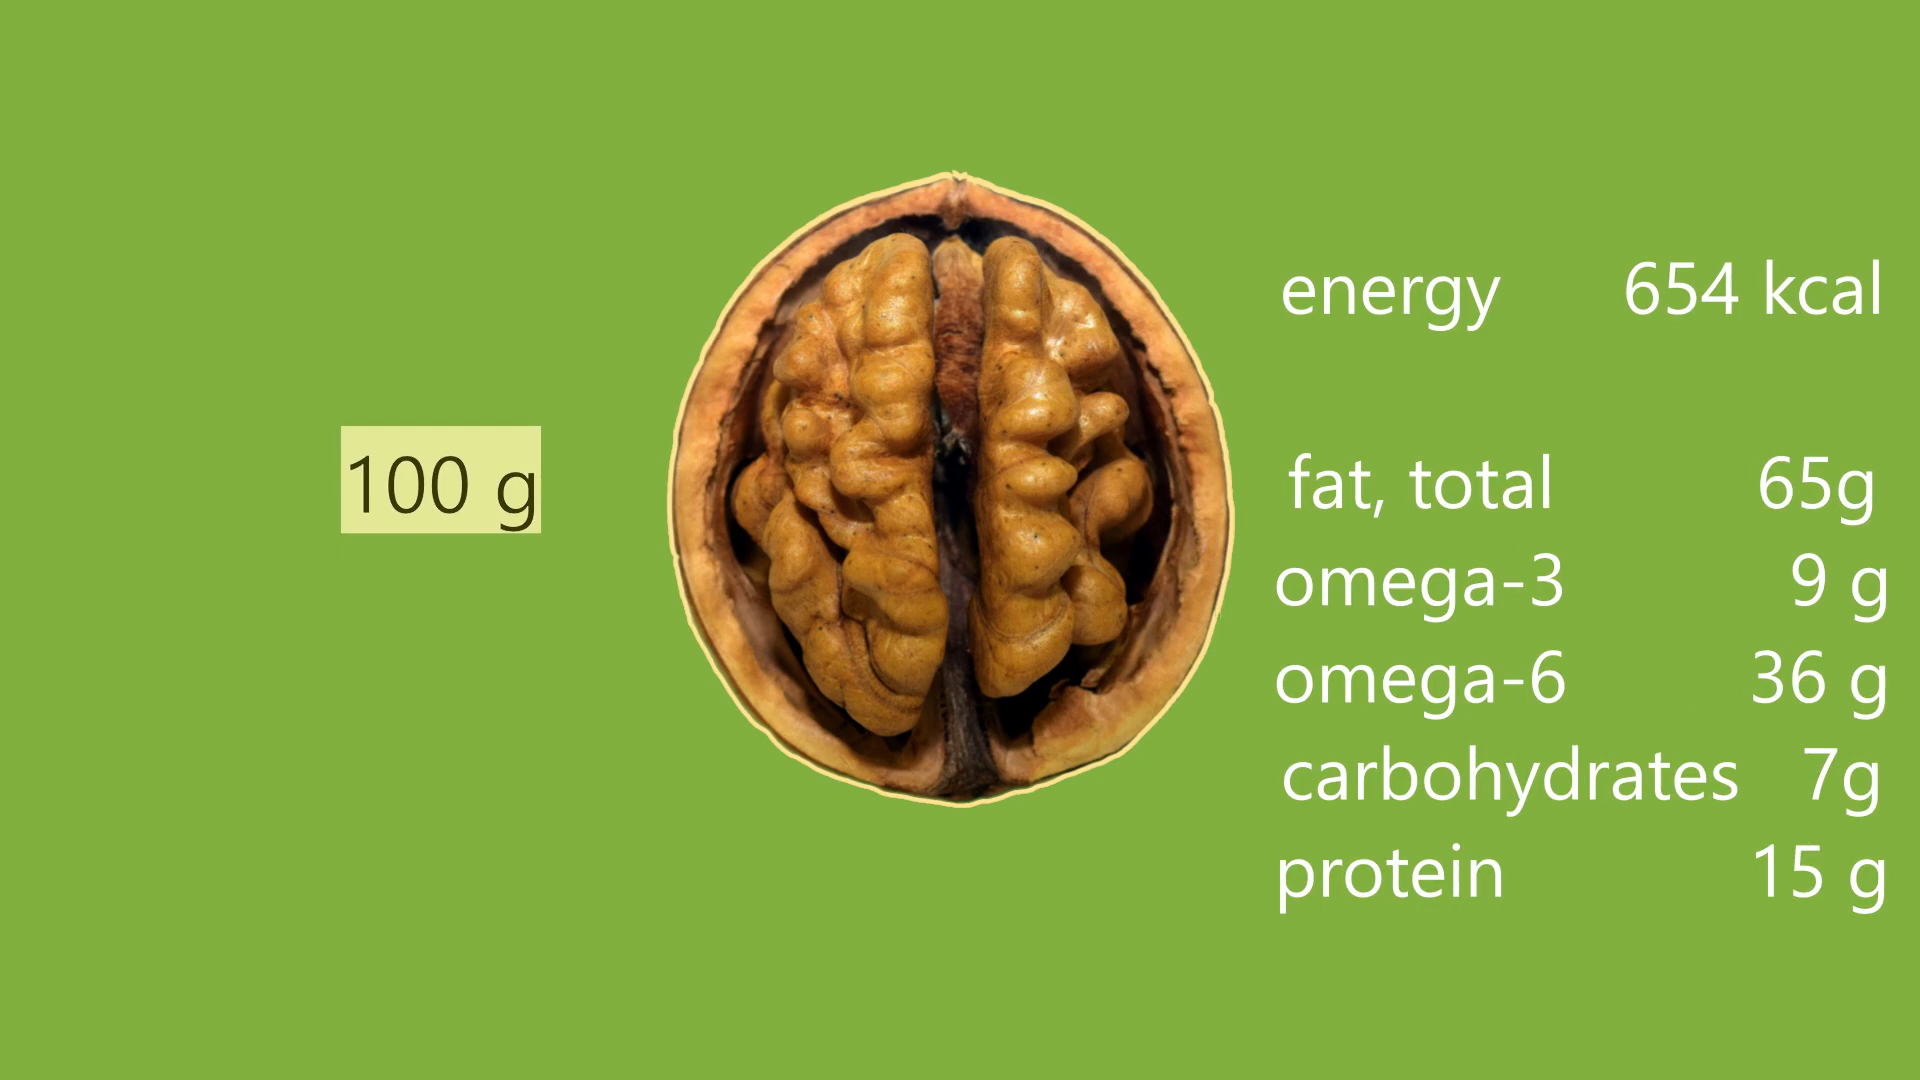 100 g
energy 654 kcal
fat, total 65g
omega-3 9 g
omega-6 36 g
carbohydrates 7g
protein 15 g